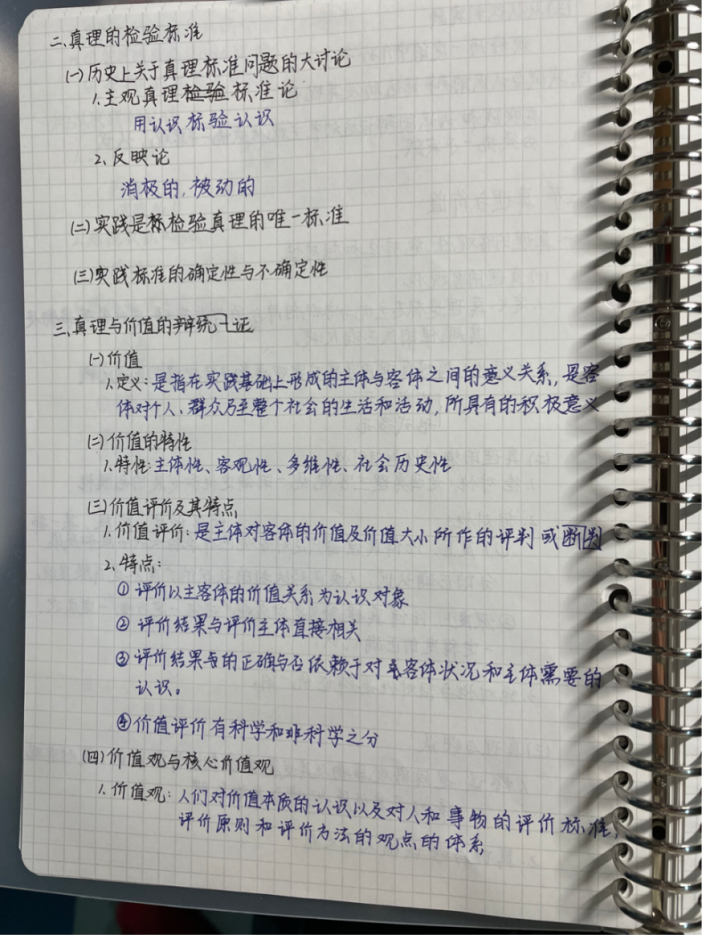 二、真理的检验标准
(一)历史上关于真理标准问题的大讨论
1.主观真理检验标准论
用认识标验认识
2、反映论
消极的,被动的
(二)实践是标检验真理的唯一标准
(三)实践标准的确定性与不确定性
三、真理与价值的辩统一证
(一)价值
1.定义:是指在实践基础上形成的主体与客体之间的意义关系,是客
体对个人、群众乃至整个社会的生活和活动,所具有的积极意义
(二)价值的特性
1.特性:主体性、客观性、多维性、社会历史性
(三)价值评价及其特点
1.价值评价:是主体对客体的价值及价值大小所作的评判或断判
2.特点:
①评价以主客体的价值关系为认识对象
②评价结果与评价主体直接相关
③评价结果的正确与否依赖于对客体状况和主体需要的
认识。
④价值评价有科学和非科学之分
(四)价值观与核心价值观
1.价值观:人们对价值本质的认识以及对人和事物的评价标准,
评价原则和评价方法的观点的体系